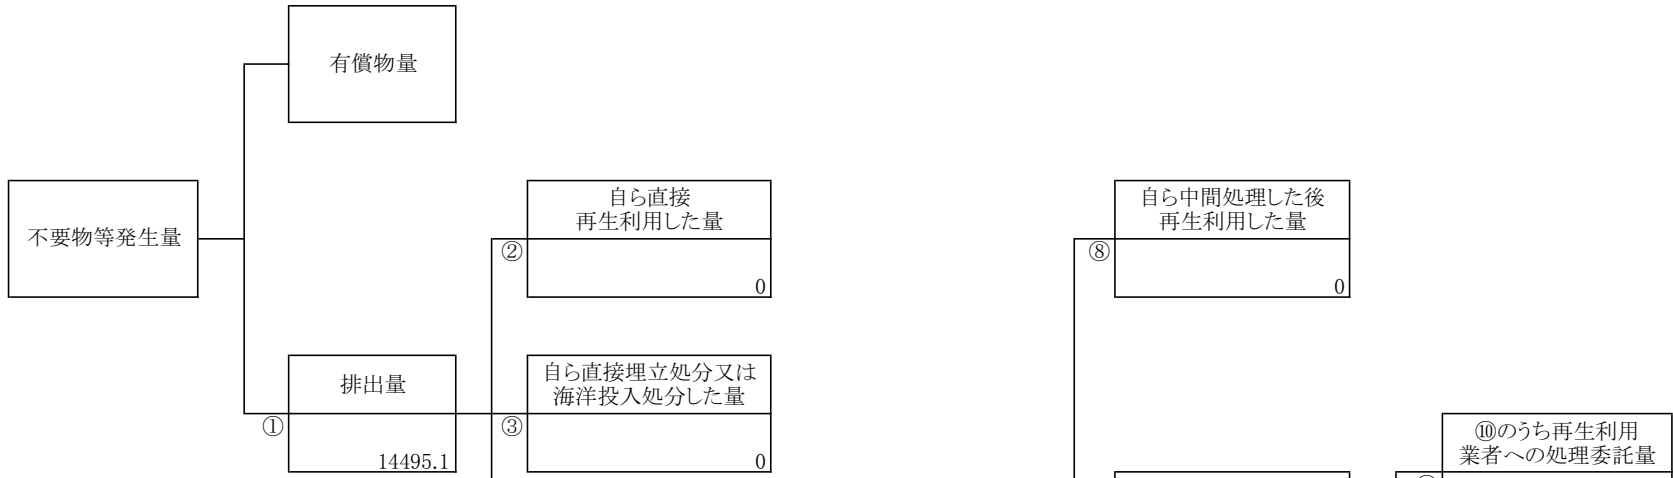 有償物量
不要物等発生量
自ら直接
再生利用した量
②
0
自ら中間処理した後
再生利用した量
⑧
0
排出量
①
14495.1
自ら直接埋立処分又は
海洋投入処分した量
③
0
⑩のうち再生利用
業者への処理委託量